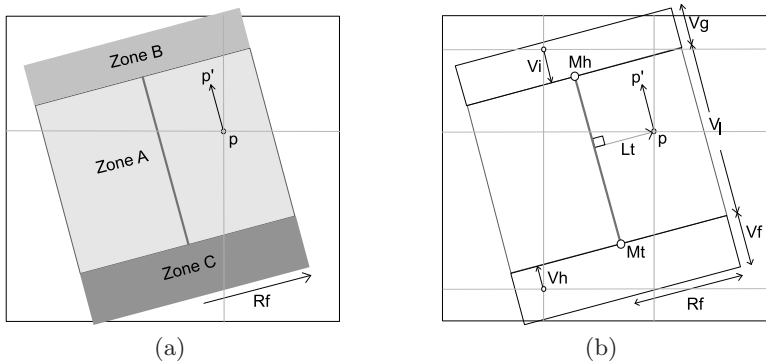 Zone B
p'
p
Zone A
Zone C
Rf
(a)
Vg
Vi
Mh
p'
Vl
p
Lt
Mt
Vf
Vh
Rf
(b)